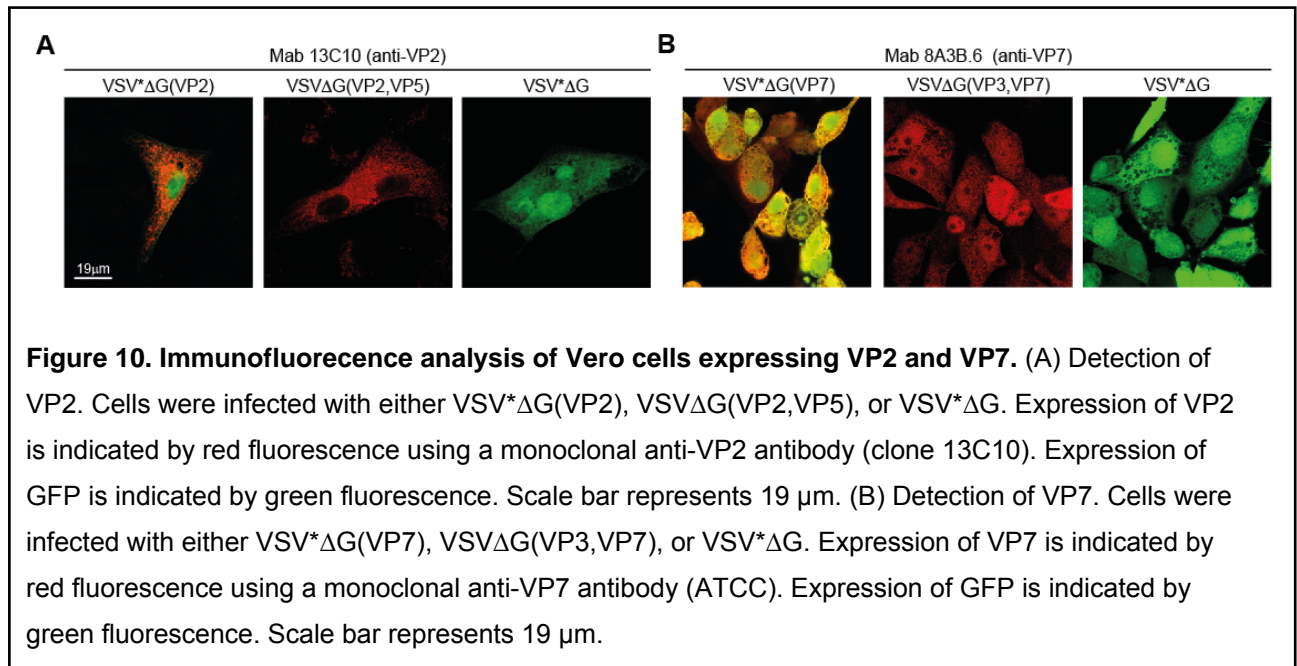 A
Mab 13C10 (anti-VP2)
VSV*ΔG(VP2) VSVΔG(VP2,VP5) VSV*ΔG
19μm
B
Mab 8A3B.6 (anti-VP7)
VSV*ΔG(VP7) VSVΔG(VP3,VP7) VSV*ΔG
Figure 10. Immunofluorecence analysis of Vero cells expressing VP2 and VP7. (A) Detection of
VP2. Cells were infected with either VSV*ΔG(VP2), VSVΔG(VP2,VP5), or VSV*ΔG. Expression of VP2
is indicated by red fluorescence using a monoclonal anti-VP2 antibody (clone 13C10). Expression of
GFP is indicated by green fluorescence. Scale bar represents 19 µm. (B) Detection of VP7. Cells were
infected with either VSV*ΔG(VP7), VSVΔG(VP3,VP7), or VSV*ΔG. Expression of VP7 is indicated by
red fluorescence using a monoclonal anti-VP7 antibody (ATCC). Expression of GFP is indicated by
green fluorescence. Scale bar represents 19 µm.